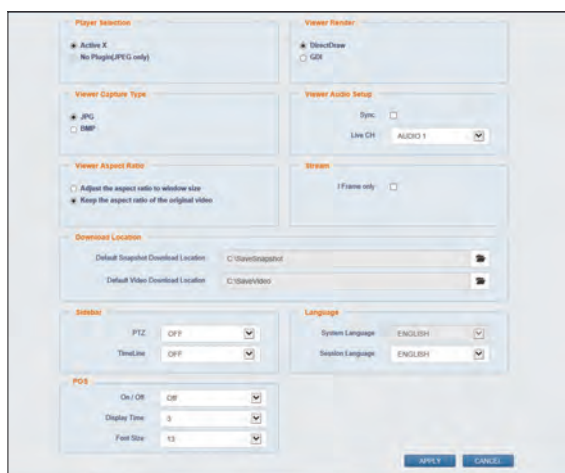 Player Selection
Active X
No Plugin(JPEG only)
Viewer Render
DirectDraw
GDI
Viewer Capture Type
JPG
BMP
Viewer Audio Setup
Sync
Live CH
AUDIO 1
Viewer Aspect Ratio
Adjust the aspect ratio to window size
Keep the aspect ratio of the original video
Stream
I Frame only
Download Location
Default Snapshot Download Location
C:\SaveSnapshot
Default Video Download Location
C:\SaveVideo
Sidebar
PTZ
OFF
TimeLine
OFF
Language
System Language
ENGLISH
Session Language
ENGLISH
POS
On / Off
Off
Display Time
3
Font Size
13
APPLY
CANCEL